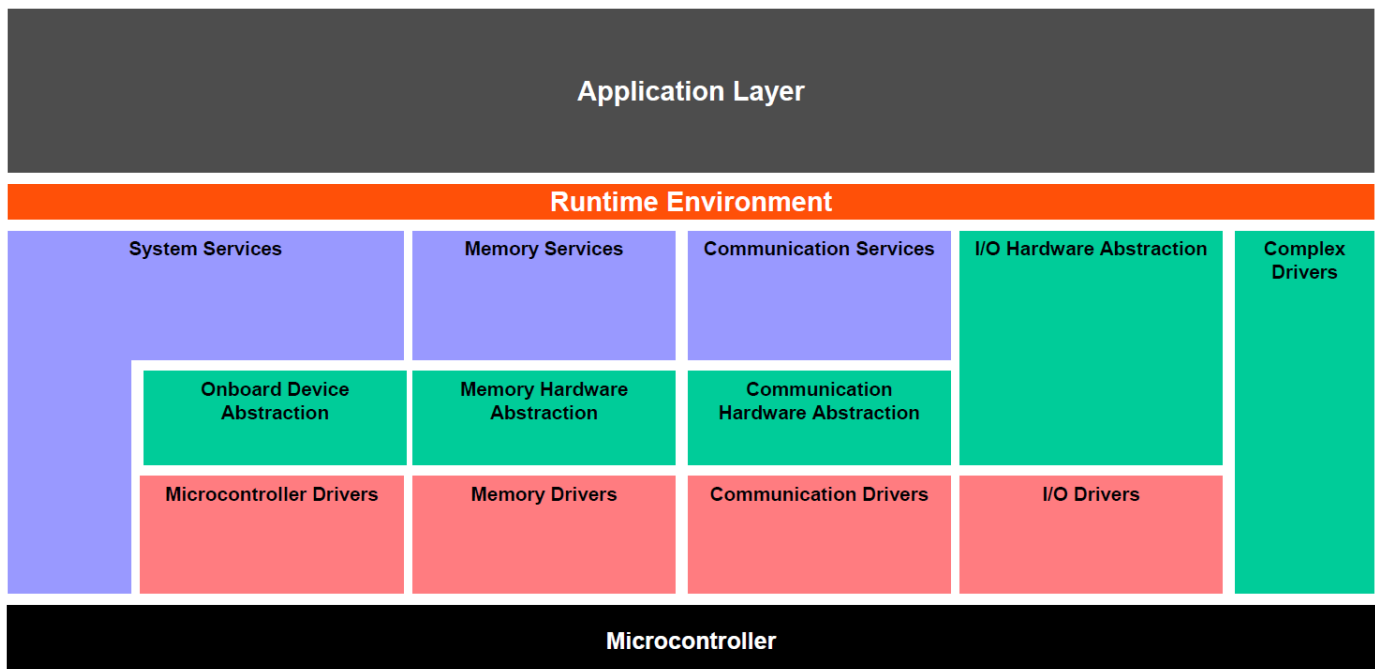 Application Layer
Runtime Environment
System Services
Memory Services
Communication Services
I/O Hardware Abstraction
Complex
Drivers
Onboard Device
Abstraction
Memory Hardware
Abstraction
Communication
Hardware Abstraction
Microcontroller Drivers
Memory Drivers
Communication Drivers
I/O Drivers
Microcontroller